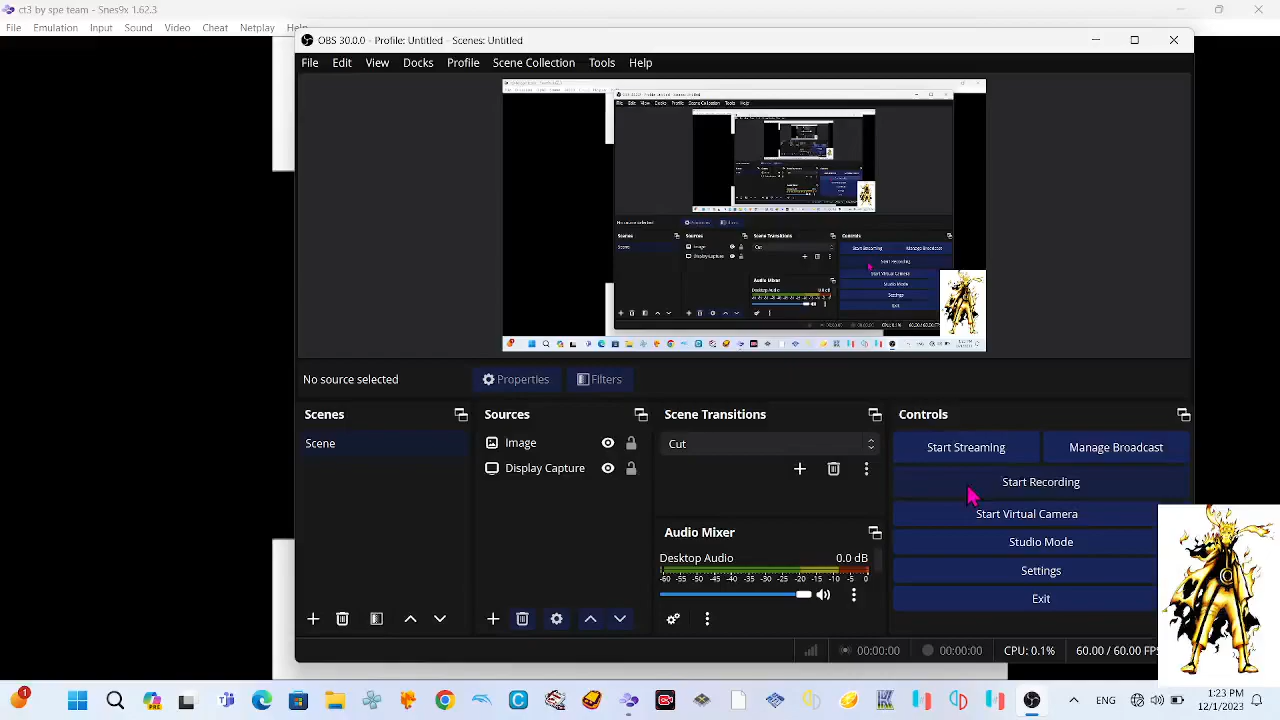 ct3 by spe team - Snes9x 1.62.3
File Emulation Input Sound Video Cheat Netplay Help
OBS 30.0.0 - Profile: Untitled - Scenes: Untitled
File Edit View Docks Profile Scene Collection Tools Help
No source selected Properties Filters
Scenes Sources Scene Transitions Controls
Scene
Image
Display Capture
Cut
Audio Mixer
Desktop Audio 0.0 dB
-60 -55 -50 -45 -40 -35 -30 -25 -20 -15 -10 -5 0
Start Streaming Manage Broadcast
Start Recording
Start Virtual Camera
Studio Mode
Settings
Exit
00:00:00 00:00:00 CPU: 0.1% 60.00 / 60.00 FPS
1
PRE
ENG
1:23 PM
12/1/2023